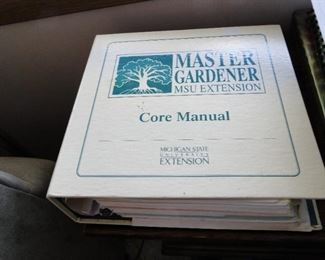 MASTER
GARDENER
MSU EXTENSION
Core Manual
MICHIGAN STATE
UNIVERSITY
EXTENSION